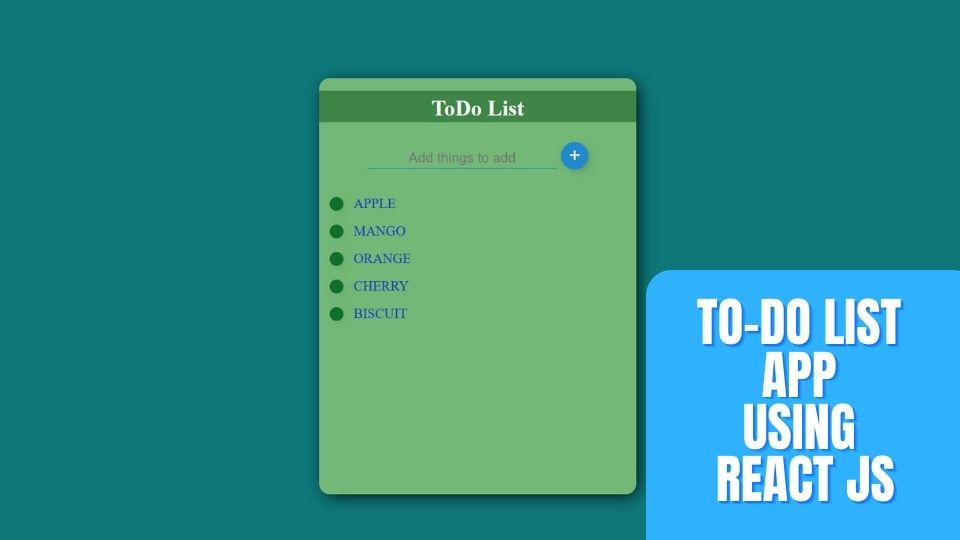 ToDo List
Add things to add
+
APPLE
MANGO
ORANGE
CHERRY
BISCUIT
TO-DO LIST
APP
USING
REACT JS